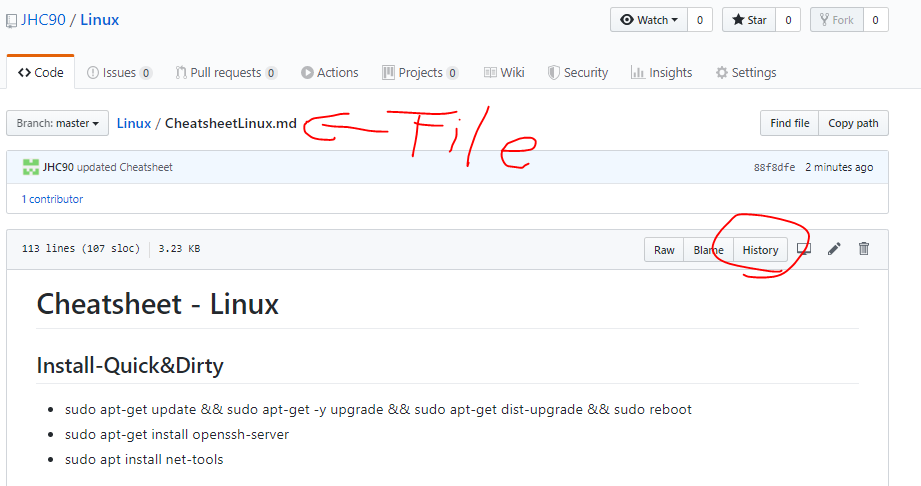 JHC90 / Linux
Watch 0 Star 0 Fork 0
Code Issues 0 Pull requests 0 Actions Projects 0 Wiki Security Insights Settings
Branch: master Linux / CheatsheetLinux.md File Find file Copy path
JHC90 updated Cheatsheet 88f8dfe 2 minutes ago
1 contributor
113 lines (107 sloc) 3.23 KB Raw Blame History
Cheatsheet - Linux
Install-Quick&Dirty
• sudo apt-get update && sudo apt-get -y upgrade && sudo apt-get dist-upgrade && sudo reboot
• sudo apt-get install openssh-server
• sudo apt install net-tools